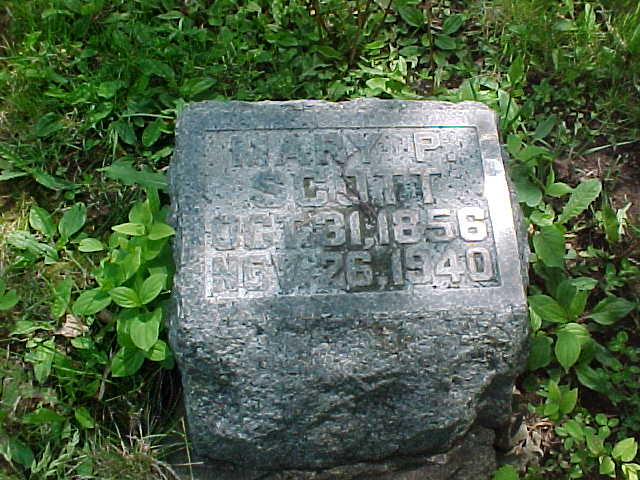 MARY P.
SCOTT
OCT. 31, 1856
NOV. 26, 1940